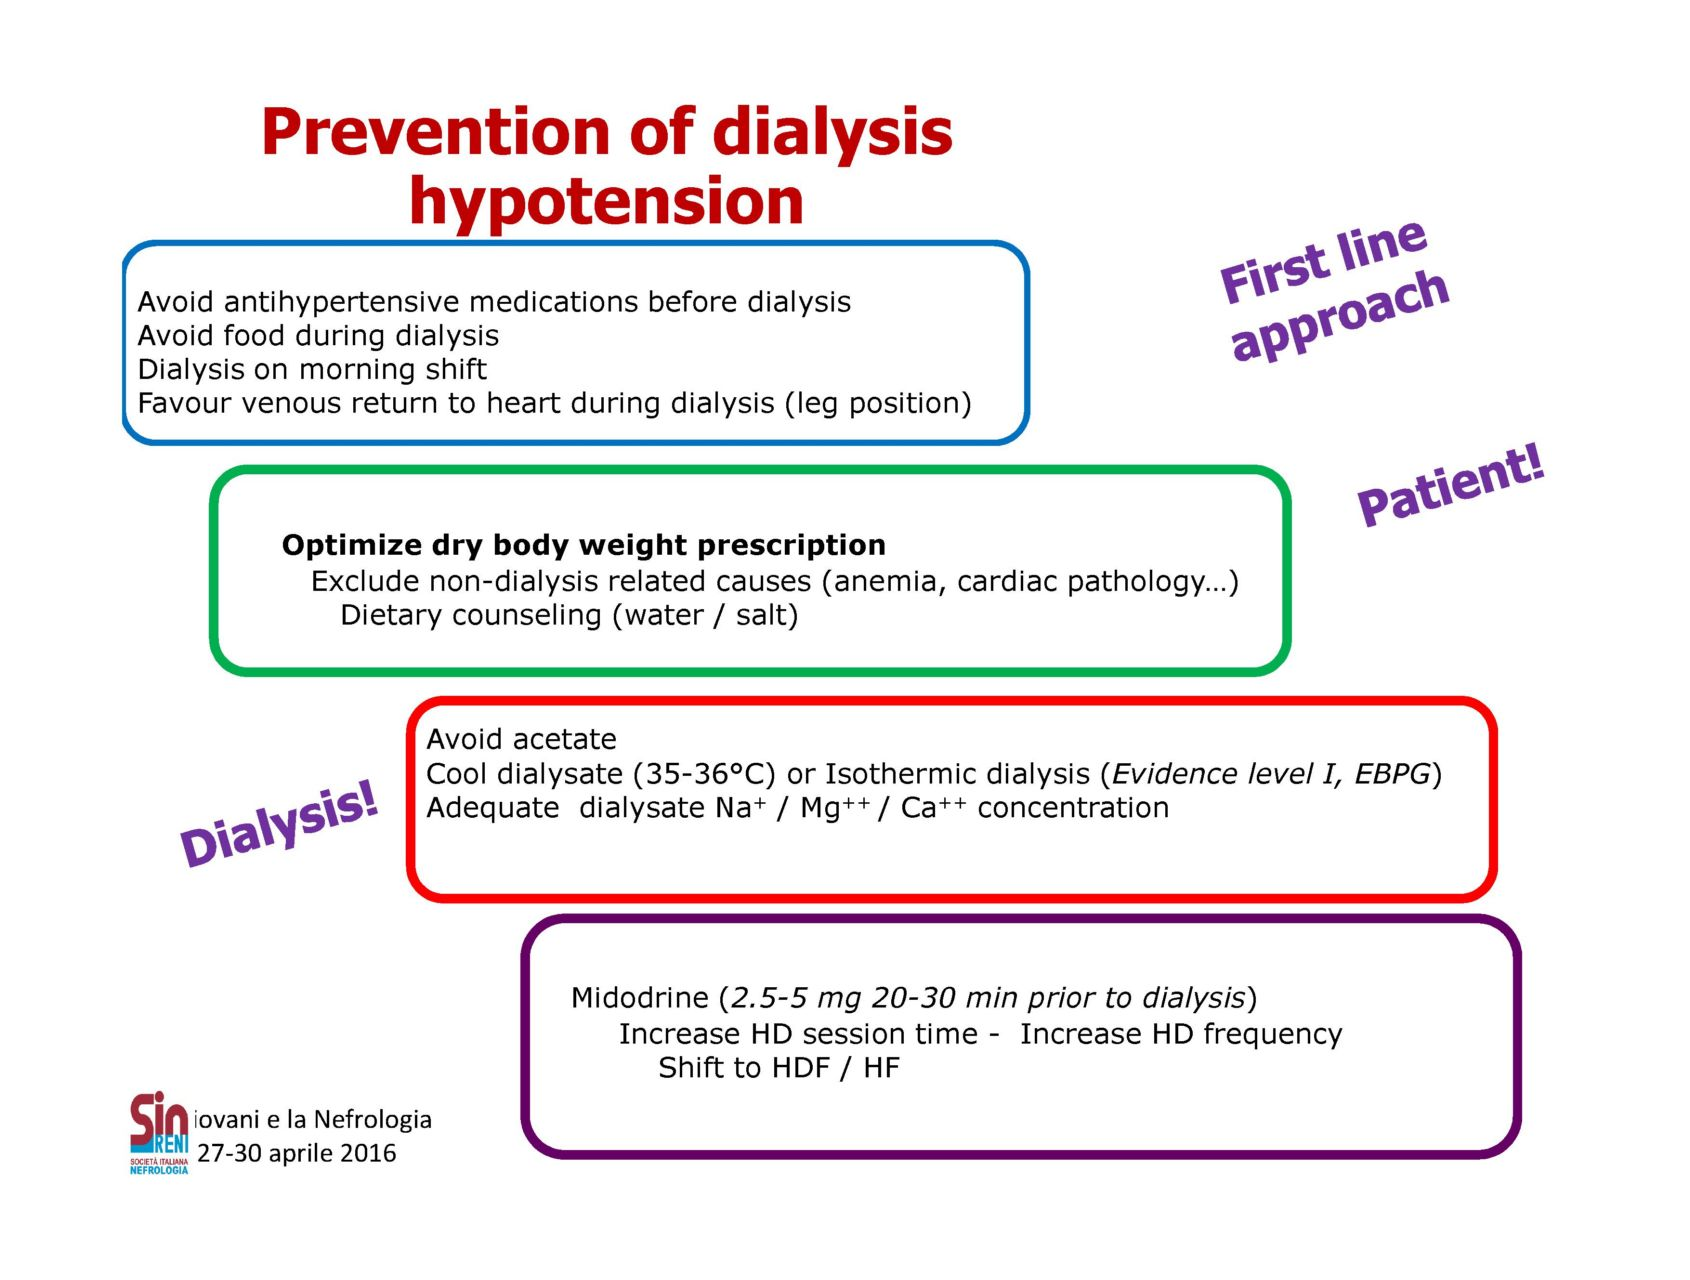 Prevention of dialysis
hypotension
First line
approach
Avoid antihypertensive medications before dialysis
Avoid food during dialysis
Dialysis on morning shift
Favour venous return to heart during dialysis (leg position)
Patient!
Optimize dry body weight prescription
Exclude non-dialysis related causes (anemia, cardiac pathology…)
Dietary counseling (water / salt)
Dialysis!
Avoid acetate
Cool dialysate (35-36°C) or Isothermic dialysis (Evidence level I, EBPG)
Adequate  dialysate Na⁺ / Mg⁺⁺ / Ca⁺⁺ concentration
Midodrine (2.5-5 mg 20-30 min prior to dialysis)
Increase HD session time -  Increase HD frequency
Shift to HDF / HF
Sin
RENI
SOCIETÀ ITALIANA
NEFROLOGIA
iovani e la Nefrologia
27-30 aprile 2016